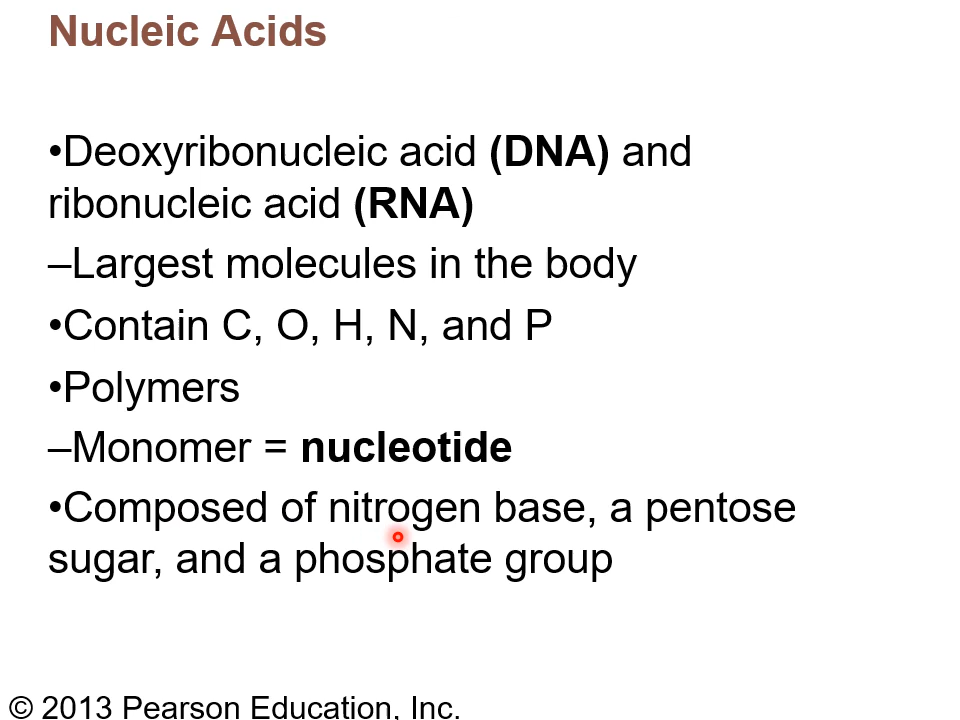 Nucleic Acids
•Deoxyribonucleic acid (DNA) and
ribonucleic acid (RNA)
–Largest molecules in the body
•Contain C, O, H, N, and P
•Polymers
–Monomer = nucleotide
•Composed of nitrogen base, a pentose
sugar, and a phosphate group
© 2013 Pearson Education, Inc.